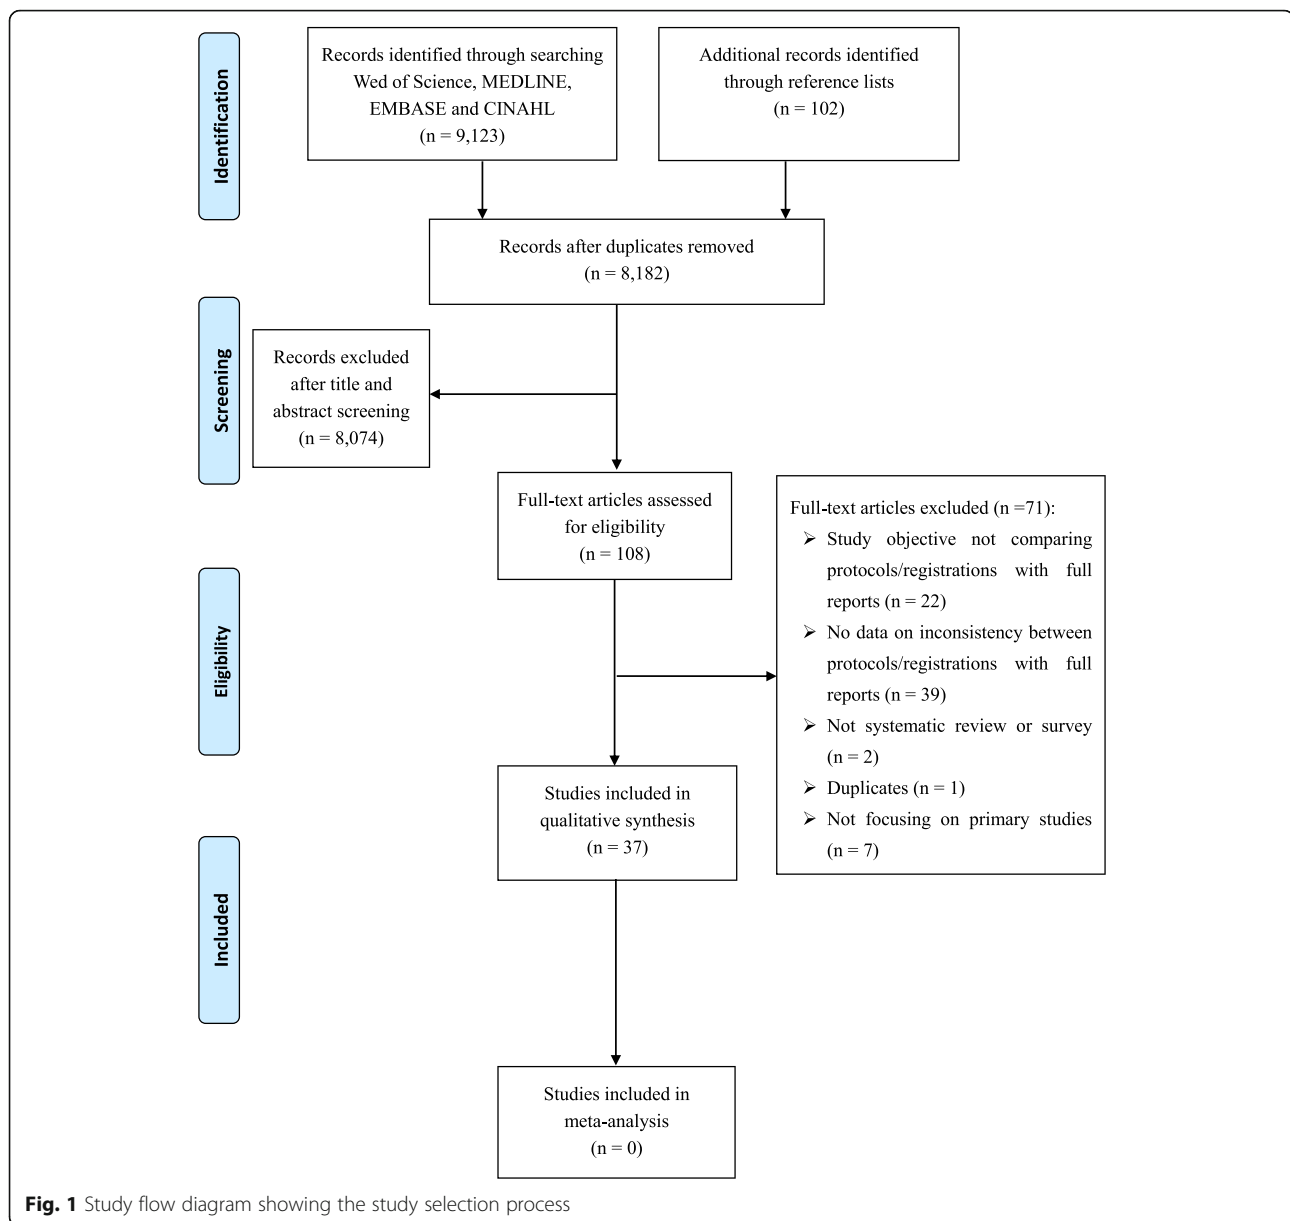 Identification
Records identified through searching
Wed of Science, MEDLINE,
EMBASE and CINAHL
(n = 9,123)
Additional records identified
through reference lists
(n = 102)
Records after duplicates removed
(n = 8,182)
Screening
Records excluded
after title and
abstract screening
(n = 8,074)
Full-text articles assessed
for eligibility
(n = 108)
Full-text articles excluded (n =71):
➢ Study objective not comparing
protocols/registrations with full
reports (n = 22)
➢ No data on inconsistency between
protocols/registrations with full
reports (n = 39)
➢ Not systematic review or survey
(n = 2)
➢ Duplicates (n = 1)
➢ Not focusing on primary studies
(n = 7)
Eligibility
Studies included in
qualitative synthesis
(n = 37)
Included
Studies included in
meta-analysis
(n = 0)
Fig. 1 Study flow diagram showing the study selection process